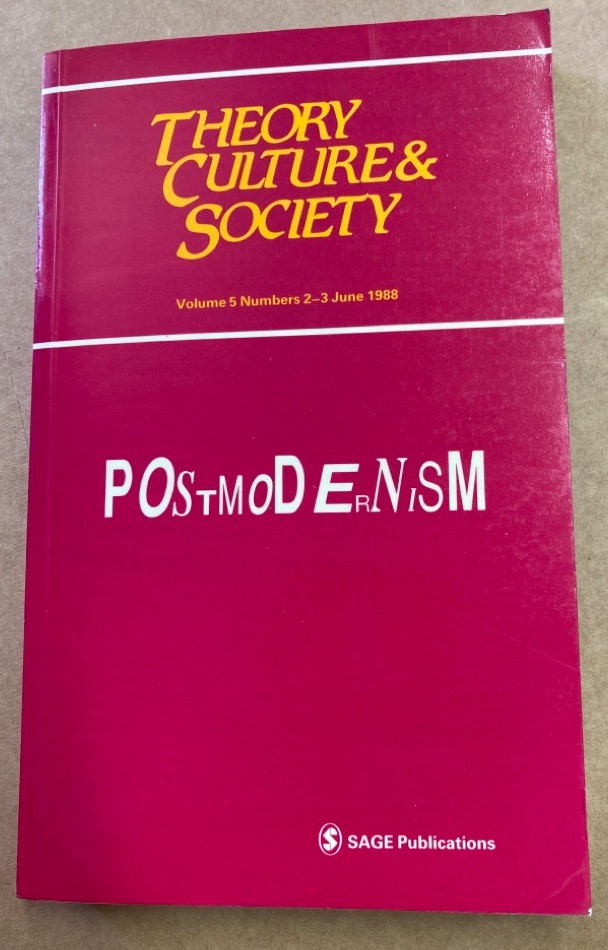 THEORY
CULTURE &
SOCIETY
Volume 5 Numbers 2–3 June 1988
POSTMODERNISM
S SAGE Publications